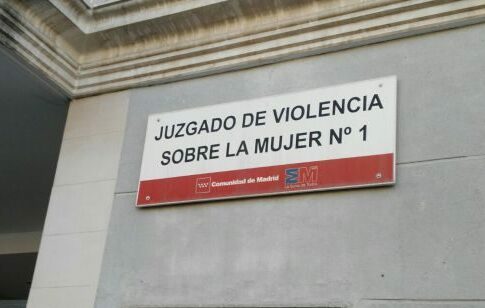 JUZGADO DE VIOLENCIA
SOBRE LA MUJER Nº 1
Comunidad de Madrid